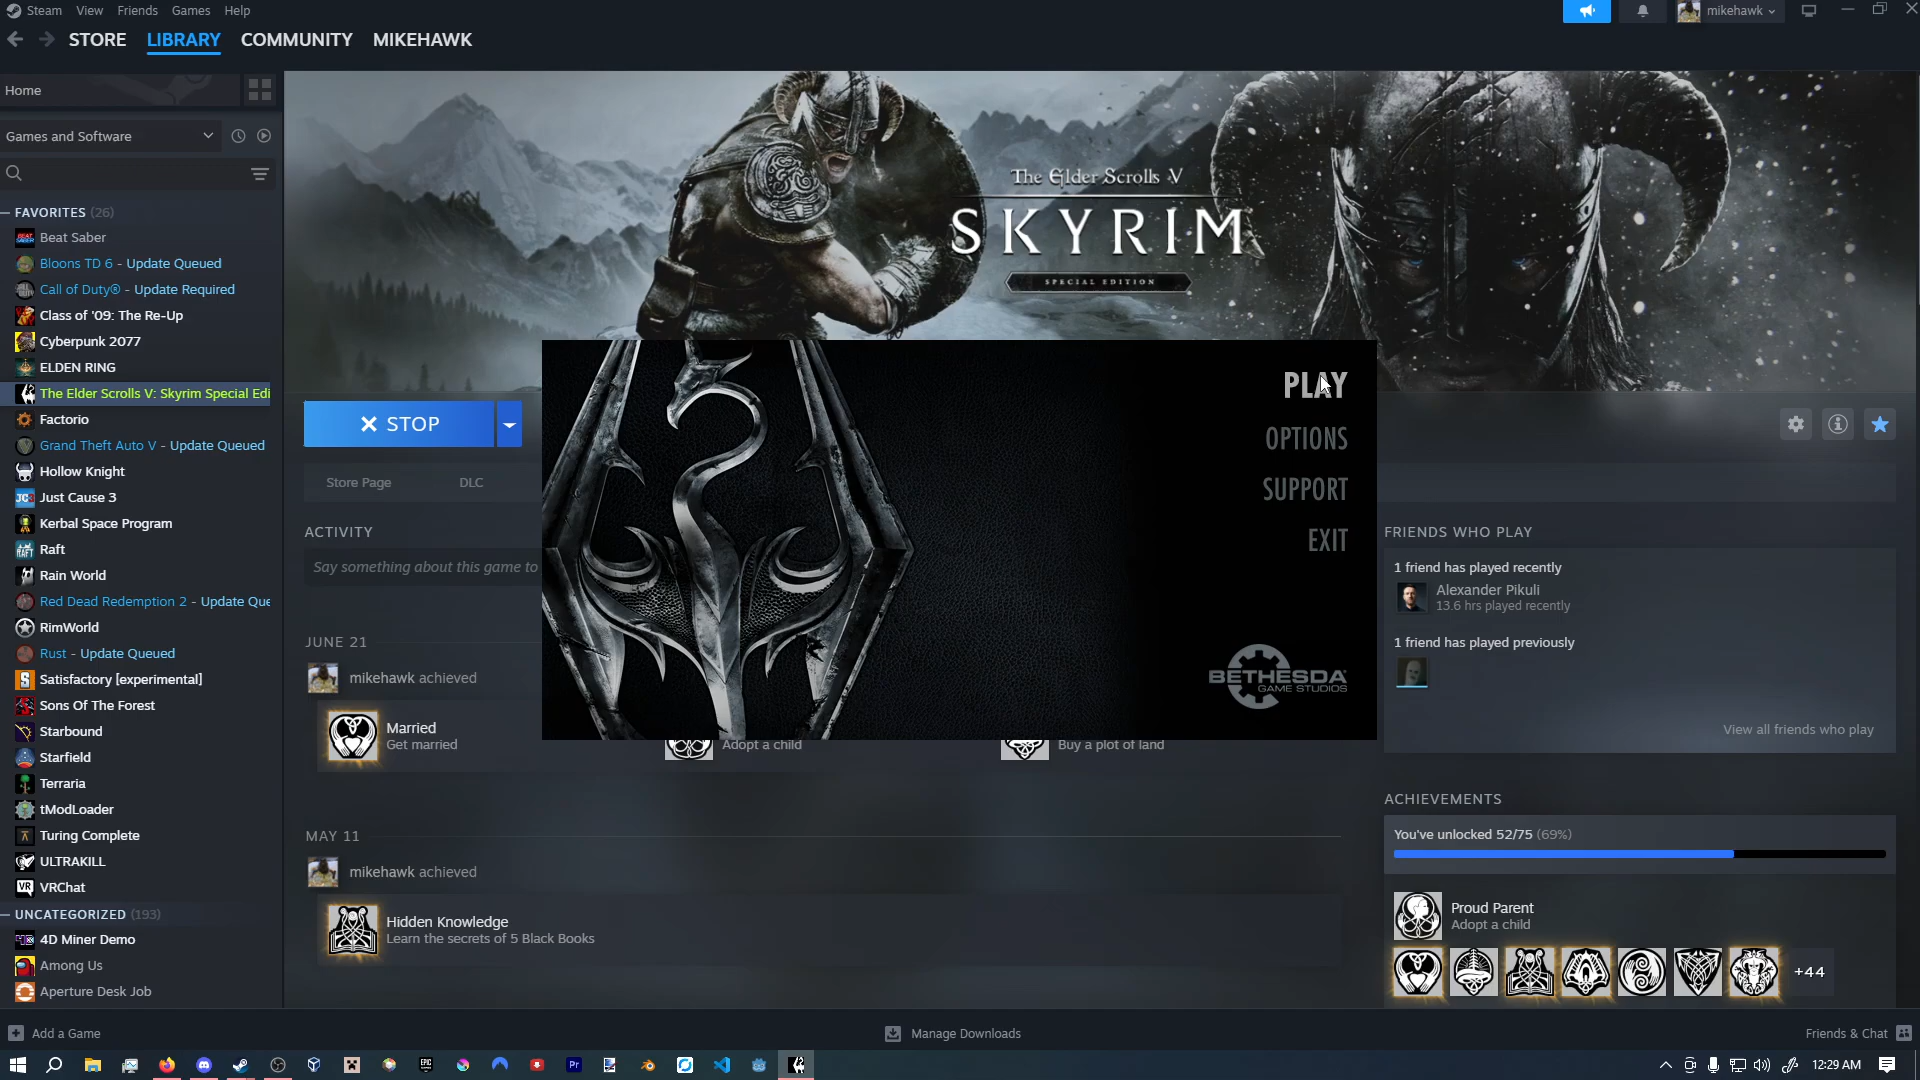 Steam View Friends Games Help
mikehawk
STORE LIBRARY COMMUNITY MIKEHAWK
Home
Games and Software
FAVORITES (26)
Beat Saber
Bloons TD 6 - Update Queued
Call of Duty® - Update Required
Class of '09: The Re-Up
Cyberpunk 2077
ELDEN RING
The Elder Scrolls V: Skyrim Special Edi
Factorio
Grand Theft Auto V - Update Queued
Hollow Knight
Just Cause 3
Kerbal Space Program
Raft
Rain World
Red Dead Redemption 2 - Update Que
RimWorld
Rust - Update Queued
Satisfactory [experimental]
Sons Of The Forest
Starbound
Starfield
Terraria
tModLoader
Turing Complete
ULTRAKILL
VRChat
UNCATEGORIZED (193)
4D Miner Demo
Among Us
Aperture Desk Job
The Elder Scrolls V
SKYRIM
SPECIAL EDITION
STOP
Store Page DLC
ACTIVITY
Say something about this game to
JUNE 21
mikehawk achieved
Married
Get married
Adopt a child
Buy a plot of land
MAY 11
mikehawk achieved
Hidden Knowledge
Learn the secrets of 5 Black Books
PLAY
OPTIONS
SUPPORT
EXIT
BETHESDA
GAME STUDIOS
FRIENDS WHO PLAY
1 friend has played recently
Alexander Pikuli
13.6 hrs played recently
1 friend has played previously
View all friends who play
ACHIEVEMENTS
You've unlocked 52/75 (69%)
Proud Parent
Adopt a child
+44
Add a Game
Manage Downloads
Friends & Chat
12:29 AM